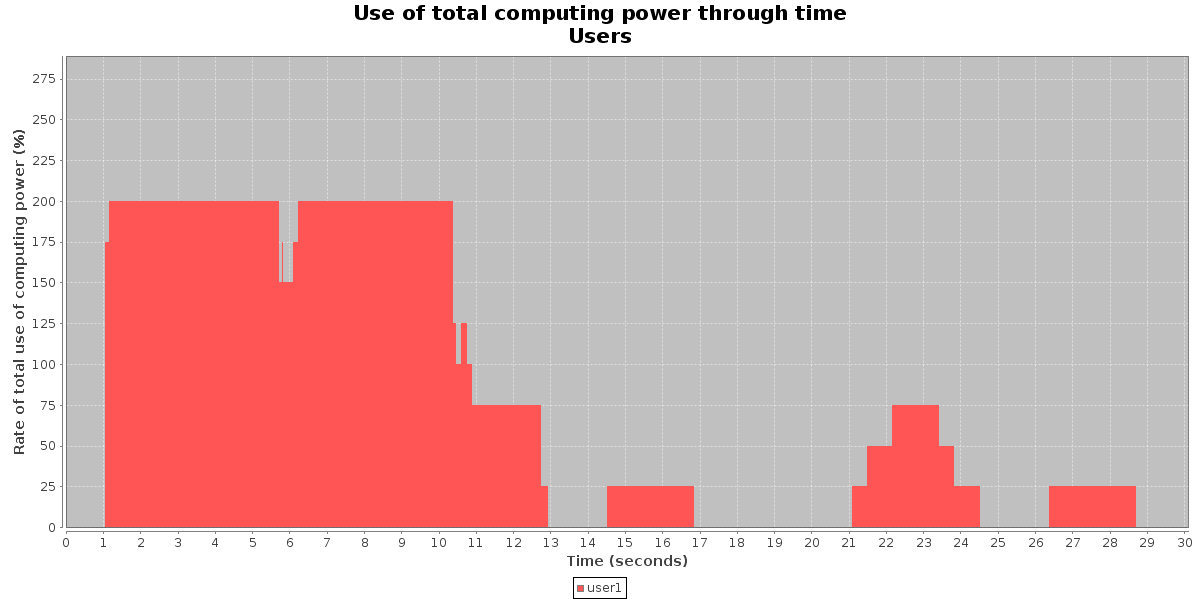 Use of total computing power through time
Users
Rate of total use of computing power (%)
275
250
225
200
175
150
125
100
75
50
25
0
0 1 2 3 4 5 6 7 8 9 10 11 12 13 14 15 16 17 18 19 20 21 22 23 24 25 26 27 28 29 30
Time (seconds)
user1